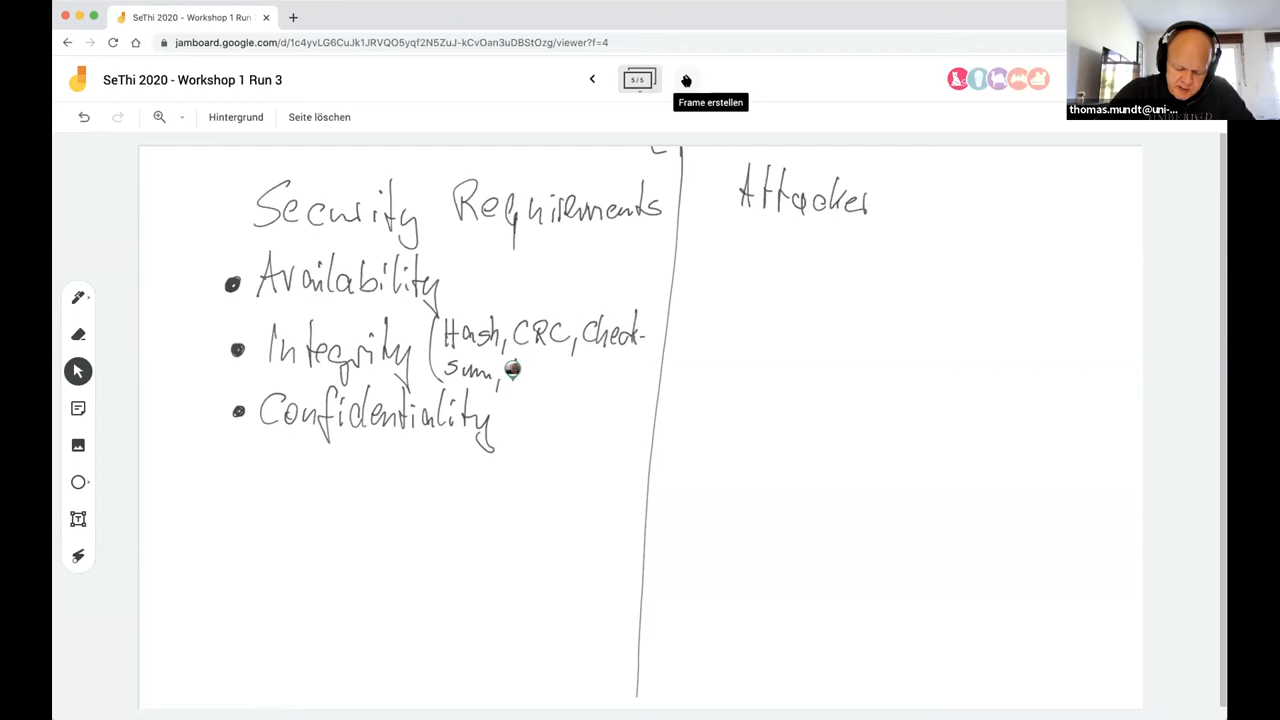 SeThi 2020 - Workshop 1 Run
jamboard.google.com/d/1c4yvLG6CuJk1JRVQO5yqf2N5ZuJ-kCvOan3uDBStOzg/viewer?f=4
SeThi 2020 - Workshop 1 Run 3
5/5
Frame erstellen
thomas.mundt@uni-...
Hintergrund
Seite löschen
Security Requirements
Attacker
Availability
Integrity (Hash, CRC, Check-
sum,
Confidentiality